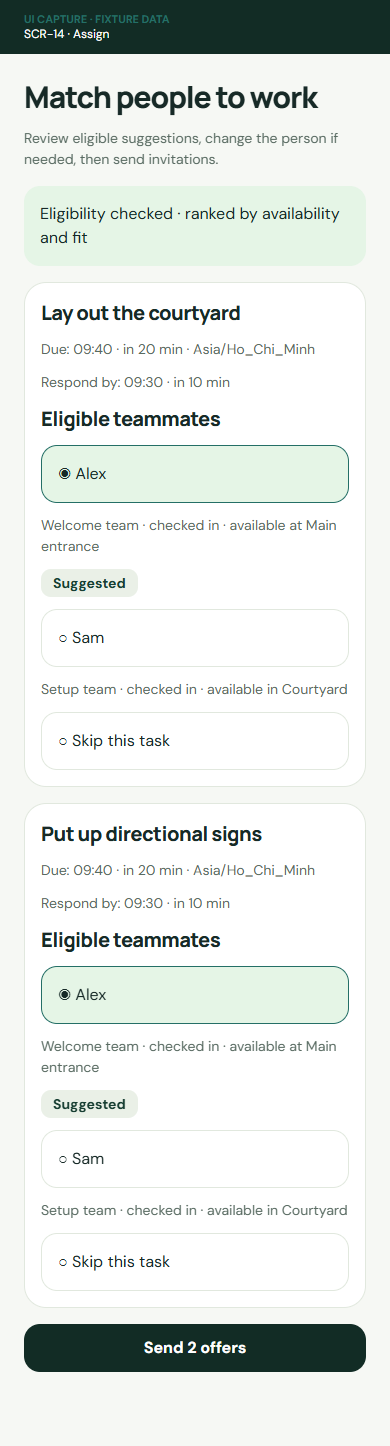 UI CAPTURE · FIXTURE DATA
SCR-14 · Assign
Match people to work
Review eligible suggestions, change the person if
needed, then send invitations.
Eligibility checked · ranked by availability
and fit
Lay out the courtyard
Due: 09:40 · in 20 min · Asia/Ho_Chi_Minh
Respond by: 09:30 · in 10 min
Eligible teammates
◉ Alex
Welcome team · checked in · available at Main
entrance
Suggested
○ Sam
Setup team · checked in · available in Courtyard
○ Skip this task
Put up directional signs
Due: 09:40 · in 20 min · Asia/Ho_Chi_Minh
Respond by: 09:30 · in 10 min
Eligible teammates
◉ Alex
Welcome team · checked in · available at Main
entrance
Suggested
○ Sam
Setup team · checked in · available in Courtyard
○ Skip this task
Send 2 offers